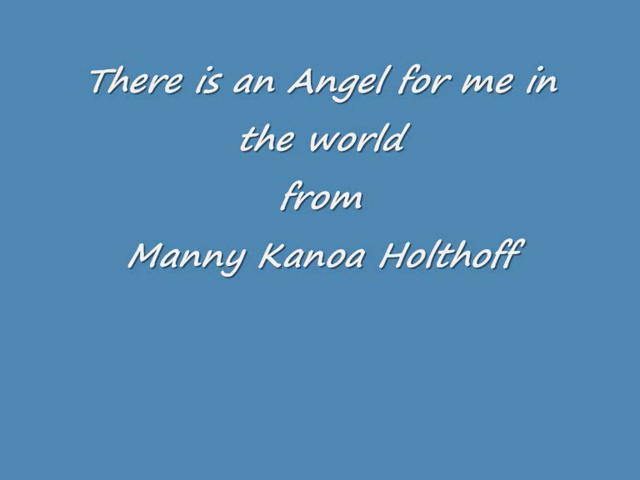 There is an Angel for me in
the world
from
Manny Kanoa Holthoff